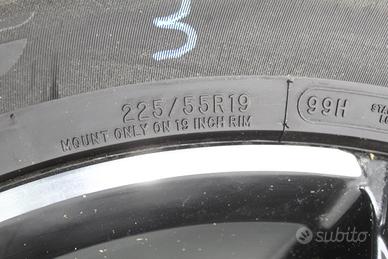 3
225/55R19
MOUNT ONLY ON 19 INCH RIM
99H
subito